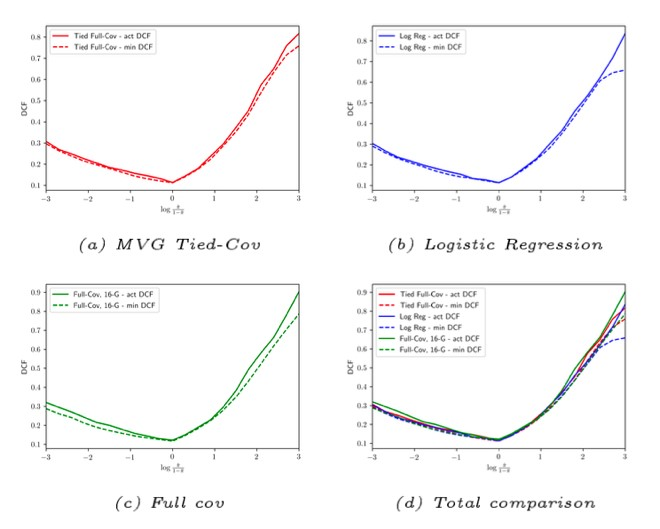 Tied Full-Cov - act DCF
Tied Full-Cov - min DCF
0.8
0.7
0.6
0.5
0.4
0.3
0.2
0.1
DCF
−3 −2 −1 0 1 2 3
log π̃/(1−π̃)
(a) MVG Tied-Cov
Log Reg - act DCF
Log Reg - min DCF
0.8
0.7
0.6
0.5
0.4
0.3
0.2
0.1
DCF
−3 −2 −1 0 1 2 3
log π̃/(1−π̃)
(b) Logistic Regression
Full-Cov, 16-G - act DCF
Full-Cov, 16-G - min DCF
0.9
0.8
0.7
0.6
0.5
0.4
0.3
0.2
0.1
DCF
−3 −2 −1 0 1 2 3
log π̃/(1−π̃)
(c) Full cov
Tied Full-Cov - act DCF
Tied Full-Cov - min DCF
Log Reg - act DCF
Log Reg - min DCF
Full-Cov, 16-G - act DCF
Full-Cov, 16-G - min DCF
0.9
0.8
0.7
0.6
0.5
0.4
0.3
0.2
0.1
DCF
−3 −2 −1 0 1 2 3
log π̃/(1−π̃)
(d) Total comparison